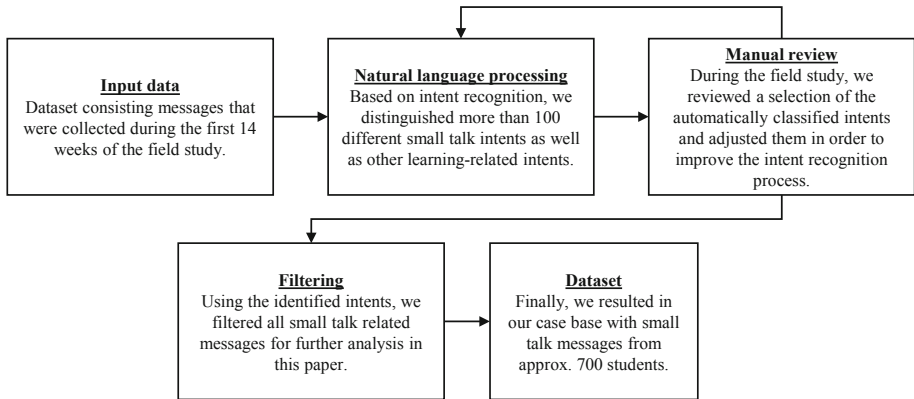 Input data
Dataset consisting messages that
were collected during the first 14
weeks of the field study.
Natural language processing
Based on intent recognition, we
distinguished more than 100
different small talk intents as well
as other learning-related intents.
Manual review
During the field study, we
reviewed a selection of the
automatically classified intents
and adjusted them in order to
improve the intent recognition
process.
Filtering
Using the identified intents, we
filtered all small talk related
messages for further analysis in
this paper.
Dataset
Finally, we resulted in
our case base with small
talk messages from
approx. 700 students.